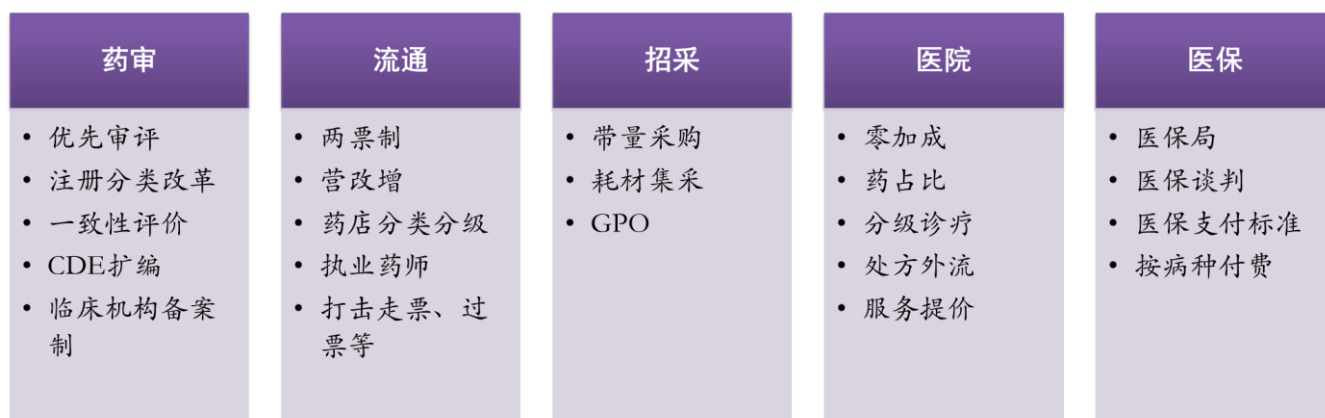 药审
• 优先审评
• 注册分类改革
• 一致性评价
• CDE扩编
• 临床机构备案
制
流通
• 两票制
• 营改增
• 药店分类分级
• 执业药师
• 打击走票、过
票等
招采
• 带量采购
• 耗材集采
• GPO
医院
• 零加成
• 药占比
• 分级诊疗
• 处方外流
• 服务提价
医保
• 医保局
• 医保谈判
• 医保支付标准
• 按病种付费